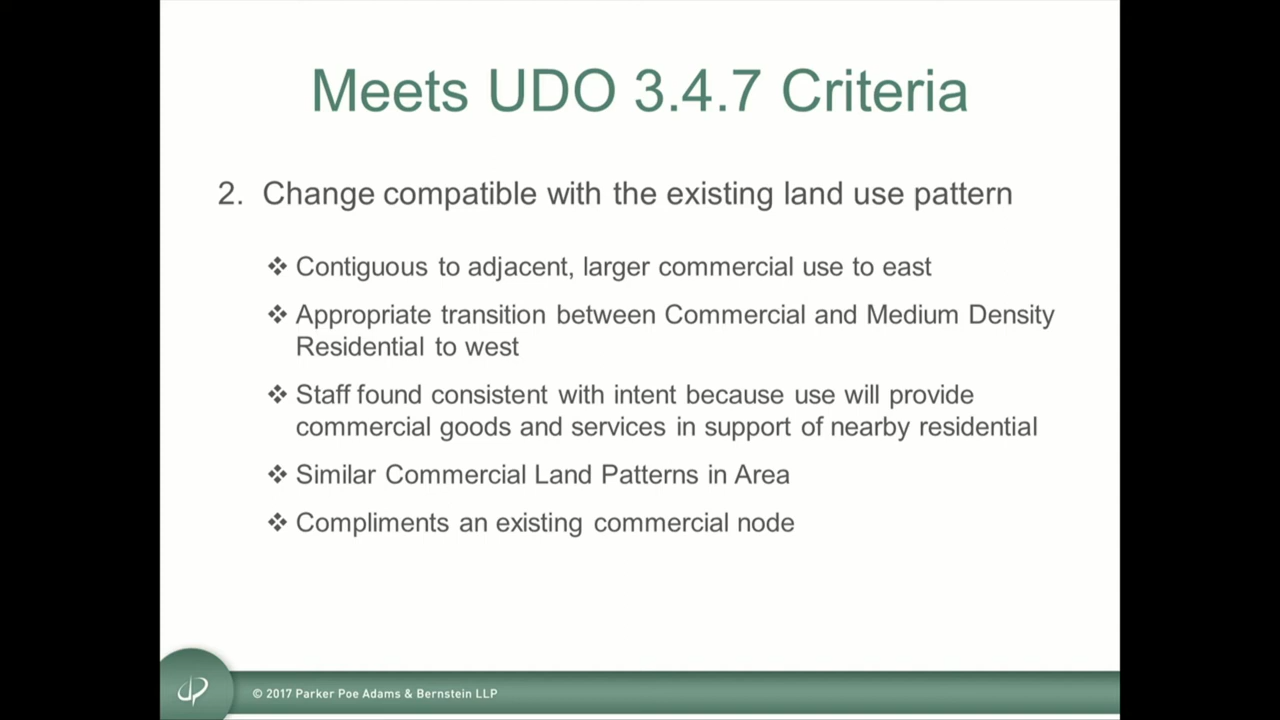 Meets UDO 3.4.7 Criteria
2. Change compatible with the existing land use pattern
❖ Contiguous to adjacent, larger commercial use to east
❖ Appropriate transition between Commercial and Medium Density
Residential to west
❖ Staff found consistent with intent because use will provide
commercial goods and services in support of nearby residential
❖ Similar Commercial Land Patterns in Area
❖ Compliments an existing commercial node
© 2017 Parker Poe Adams & Bernstein LLP